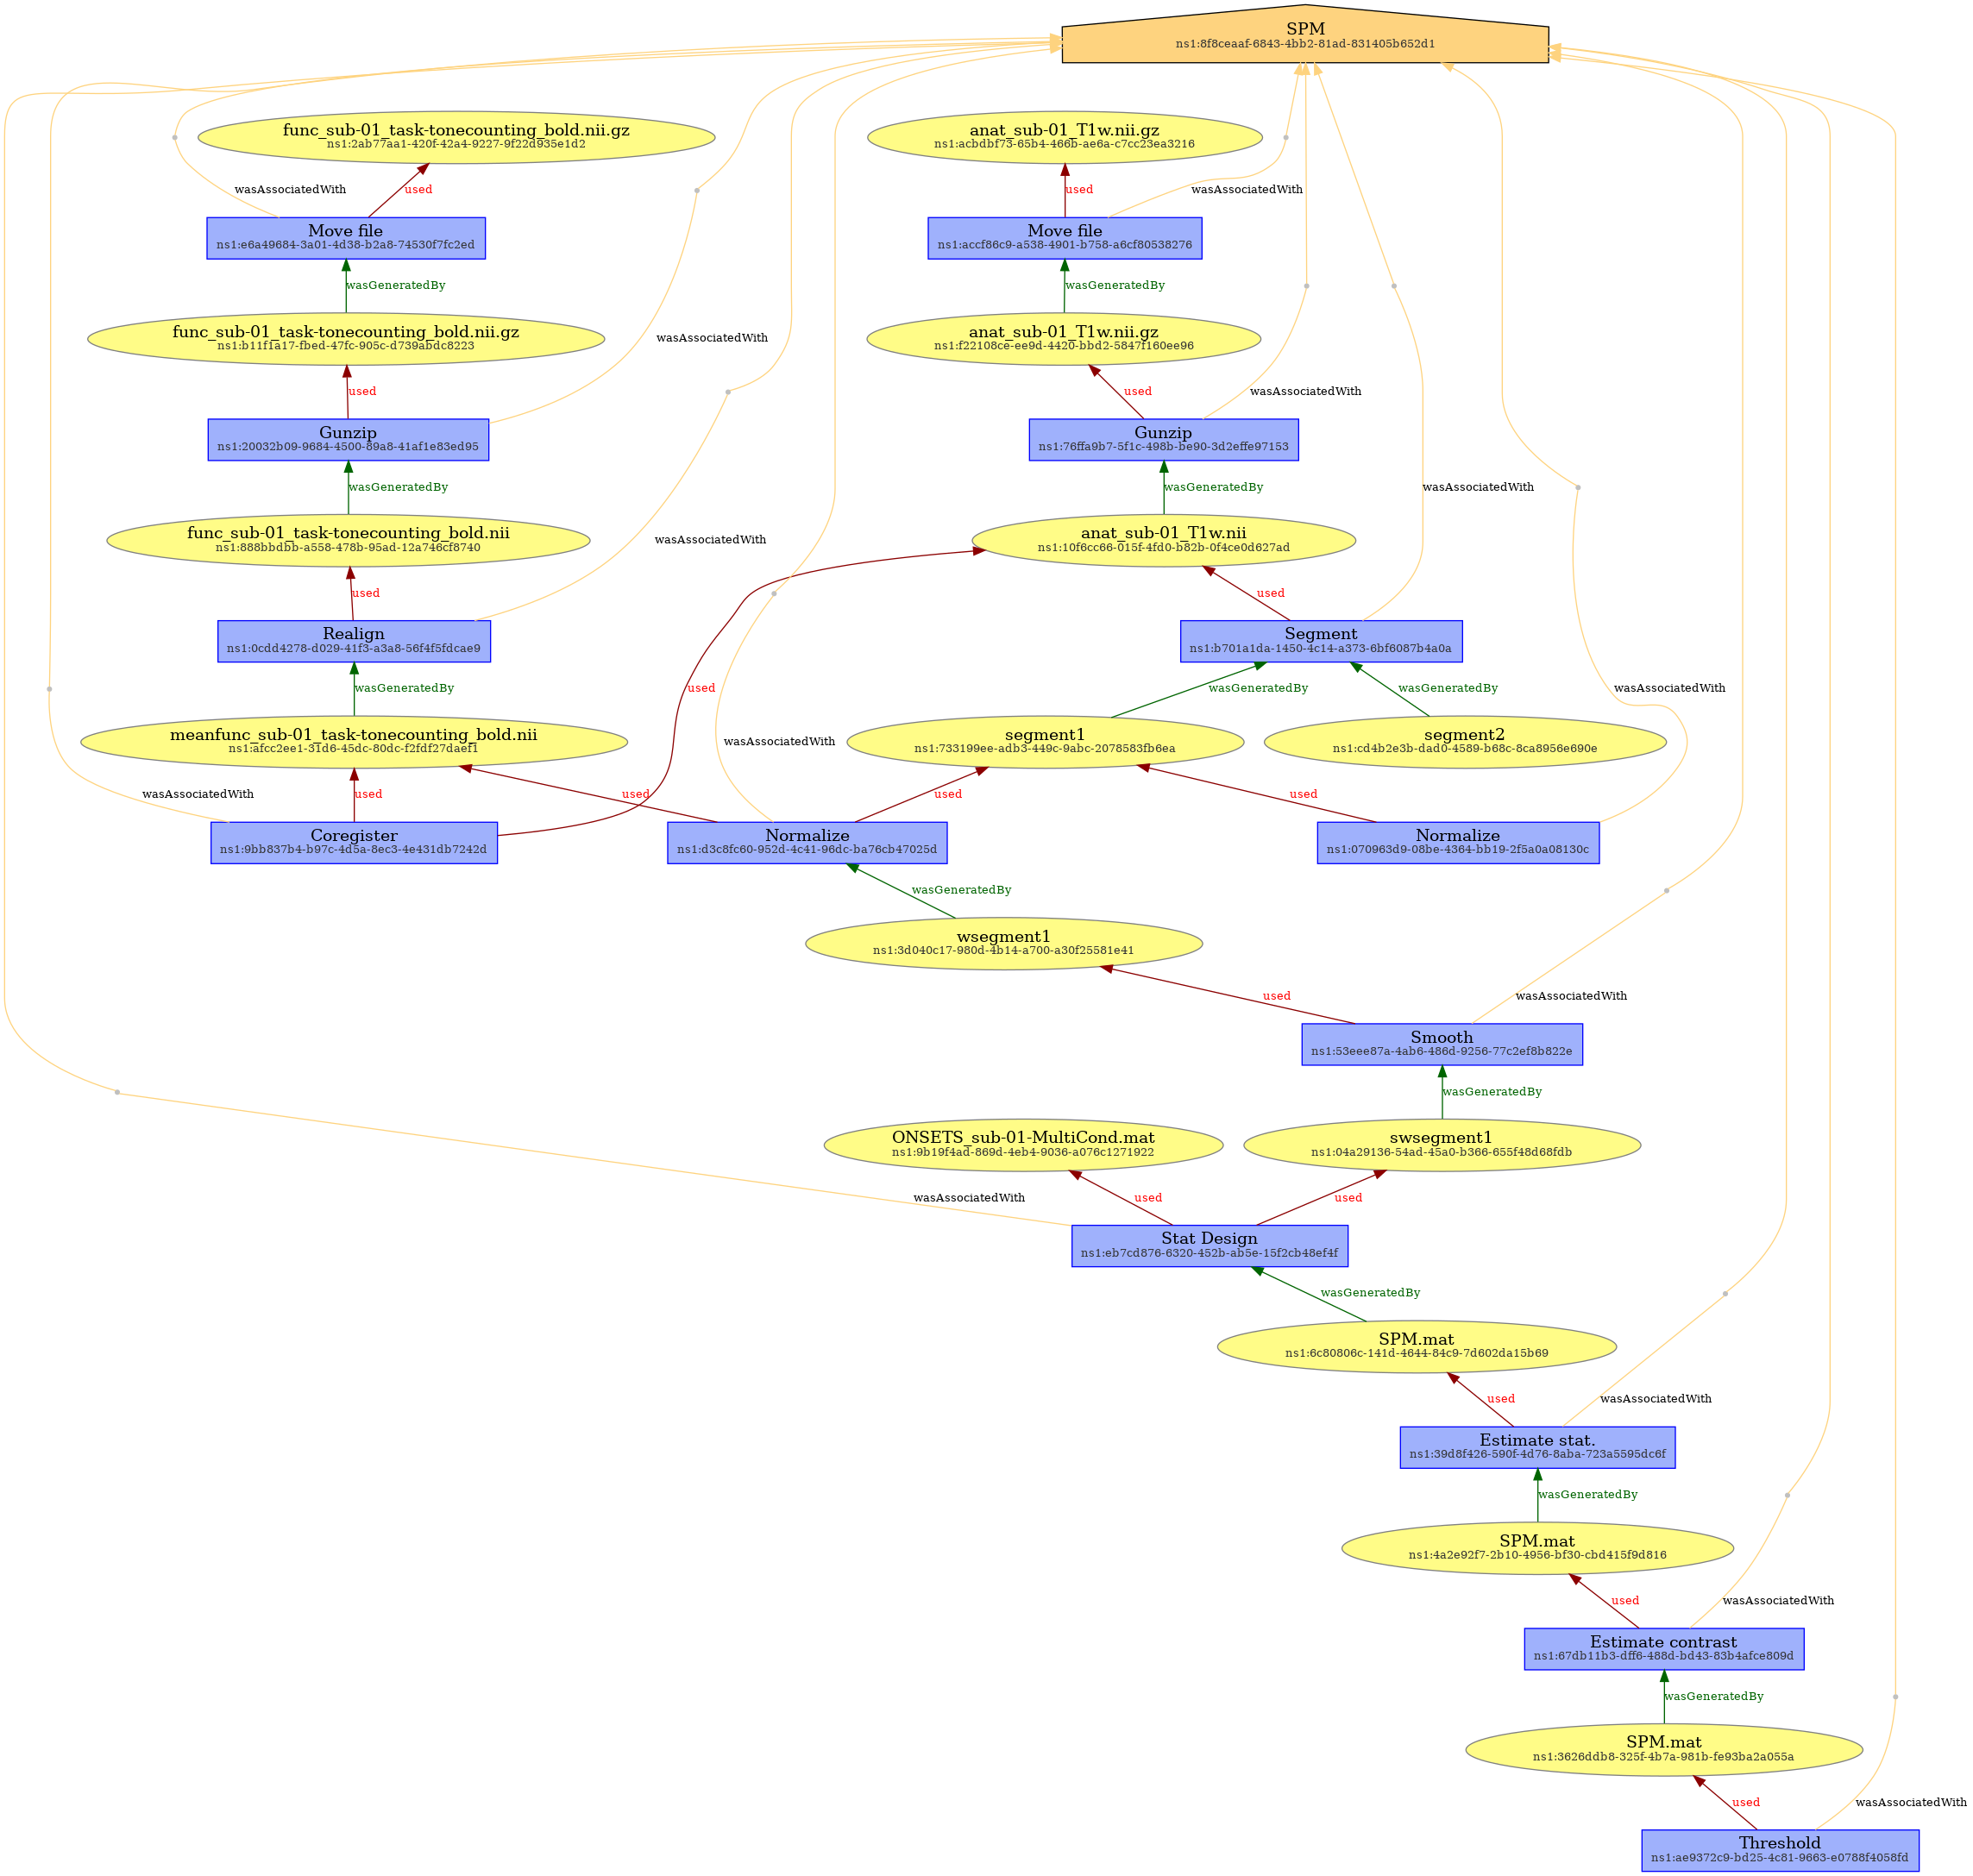 SPM
ns1:8f8ceaaf-6843-4bb2-81ad-831405b652d1
func_sub-01_task-tonecounting_bold.nii.gz
ns1:2ab77aa1-420f-42a4-9227-9f22d935e1d2
anat_sub-01_T1w.nii.gz
ns1:acbdbf73-65b4-466b-ae6a-c7cc23ea3216
wasAssociatedWith
used
used
wasAssociatedWith
Move file
ns1:e6a49684-3a01-4d38-b2a8-74530f7fc2ed
Move file
ns1:accf86c9-a538-4901-b758-a6cf80538276
wasGeneratedBy
wasGeneratedBy
func_sub-01_task-tonecounting_bold.nii.gz
ns1:b11f1a17-fbed-47fc-905c-d739abdc8223
wasAssociatedWith
anat_sub-01_T1w.nii.gz
ns1:f22108ce-ee9d-4420-bbd2-5847f160ee96
used
used
wasAssociatedWith
Gunzip
ns1:20032b09-9684-4500-89a8-41af1e83ed95
Gunzip
ns1:76ffa9b7-5f1c-498b-be90-3d2effe97153
wasGeneratedBy
wasGeneratedBy
wasAssociatedWith
func_sub-01_task-tonecounting_bold.nii
ns1:888bbdbb-a558-478b-95ad-12a746cf8740
wasAssociatedWith
anat_sub-01_T1w.nii
ns1:10f6cc66-015f-4fd0-b82b-0f4ce0d627ad
used
used
Realign
ns1:0cdd4278-d029-41f3-a3a8-56f4f5fdcae9
Segment
ns1:b701a1da-1450-4c14-a373-6bf6087b4a0a
wasGeneratedBy
used
wasGeneratedBy
wasGeneratedBy
wasAssociatedWith
meanfunc_sub-01_task-tonecounting_bold.nii
ns1:afcc2ee1-31d6-45dc-80dc-f2fdf27daef1
wasAssociatedWith
segment1
ns1:733199ee-adb3-449c-9abc-2078583fb6ea
segment2
ns1:cd4b2e3b-dad0-4589-b68c-8ca8956e690e
wasAssociatedWith
used
used
used
used
Coregister
ns1:9bb837b4-b97c-4d5a-8ec3-4e431db7242d
Normalize
ns1:d3c8fc60-952d-4c41-96dc-ba76cb47025d
Normalize
ns1:070963d9-08be-4364-bb19-2f5a0a08130c
wasGeneratedBy
wsegment1
ns1:3d040c17-980d-4b14-a700-a30f25581e41
used
wasAssociatedWith
Smooth
ns1:53eee87a-4ab6-486d-9256-77c2ef8b822e
wasGeneratedBy
ONSETS_sub-01-MultiCond.mat
ns1:9b19f4ad-869d-4eb4-9036-a076c1271922
swsegment1
ns1:04a29136-54ad-45a0-b366-655f48d68fdb
wasAssociatedWith
used
used
Stat Design
ns1:eb7cd876-6320-452b-ab5e-15f2cb48ef4f
wasGeneratedBy
SPM.mat
ns1:6c80806c-141d-4644-84c9-7d602da15b69
used
wasAssociatedWith
Estimate stat.
ns1:39d8f426-590f-4d76-8aba-723a5595dc6f
wasGeneratedBy
SPM.mat
ns1:4a2e92f7-2b10-4956-bf30-cbd415f9d816
used
wasAssociatedWith
Estimate contrast
ns1:67db11b3-dff6-488d-bd43-83b4afce809d
wasGeneratedBy
SPM.mat
ns1:3626ddb8-325f-4b7a-981b-fe93ba2a055a
used
wasAssociatedWith
Threshold
ns1:ae9372c9-bd25-4c81-9663-e0788f4058fd